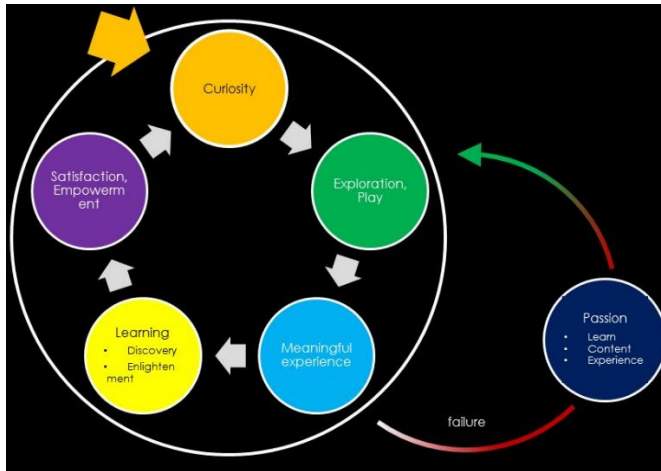 Curiosity
Exploration,
Play
Meaningful
experience
Learning
• Discovery
• Enlighten
ment
Satisfaction,
Empowerm
ent
Passion
• Learn
• Content
• Experience
failure